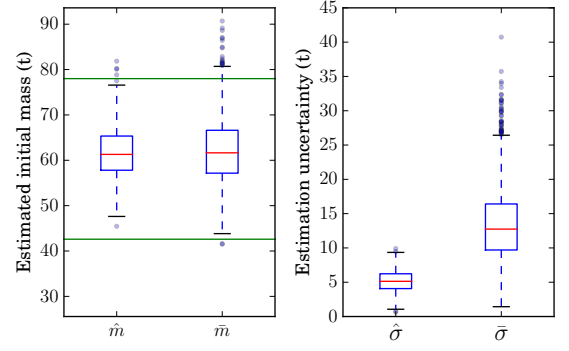 Estimated initial mass (t)
90
80
70
60
50
40
30
m̂
m̄
Estimation uncertainty (t)
45
40
35
30
25
20
15
10
5
0
σ̂
σ̄